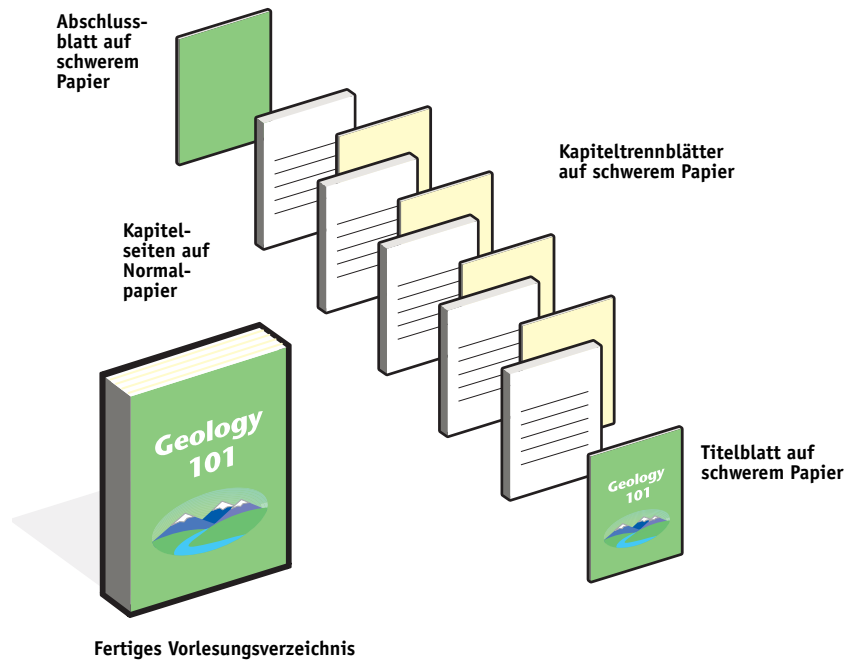 Abschluss-
blatt auf
schwerem
Papier
Kapiteltrennblätter
auf schwerem Papier
Kapitel-
seiten auf
Normal-
papier
Geology
101
Titelblatt auf
schwerem Papier
Geology
101
Fertiges Vorlesungsverzeichnis